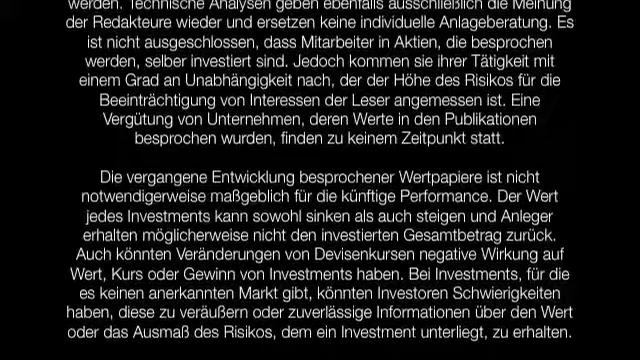 werden. Technische Analysen geben ebenfalls ausschließlich die Meinung
der Redakteure wieder und ersetzen keine individuelle Anlageberatung. Es
ist nicht ausgeschlossen, dass Mitarbeiter in Aktien, die besprochen
werden, selber investiert sind. Jedoch kommen sie ihrer Tätigkeit mit
einem Grad an Unabhängigkeit nach, der der Höhe des Risikos für die
Beeinträchtigung von Interessen der Leser angemessen ist. Eine
Vergütung von Unternehmen, deren Werte in den Publikationen
besprochen wurden, finden zu keinem Zeitpunkt statt.
Die vergangene Entwicklung besprochener Wertpapiere ist nicht
notwendigerweise maßgeblich für die künftige Performance. Der Wert
jedes Investments kann sowohl sinken als auch steigen und Anleger
erhalten möglicherweise nicht den investierten Gesamtbetrag zurück.
Auch könnten Veränderungen von Devisenkursen negative Wirkung auf
Wert, Kurs oder Gewinn von Investments haben. Bei Investments, für die
es keinen anerkannten Markt gibt, könnten Investoren Schwierigkeiten
haben, diese zu veräußern oder zuverlässige Informationen über den Wert
oder das Ausmaß des Risikos, dem ein Investment unterliegt, zu erhalten.